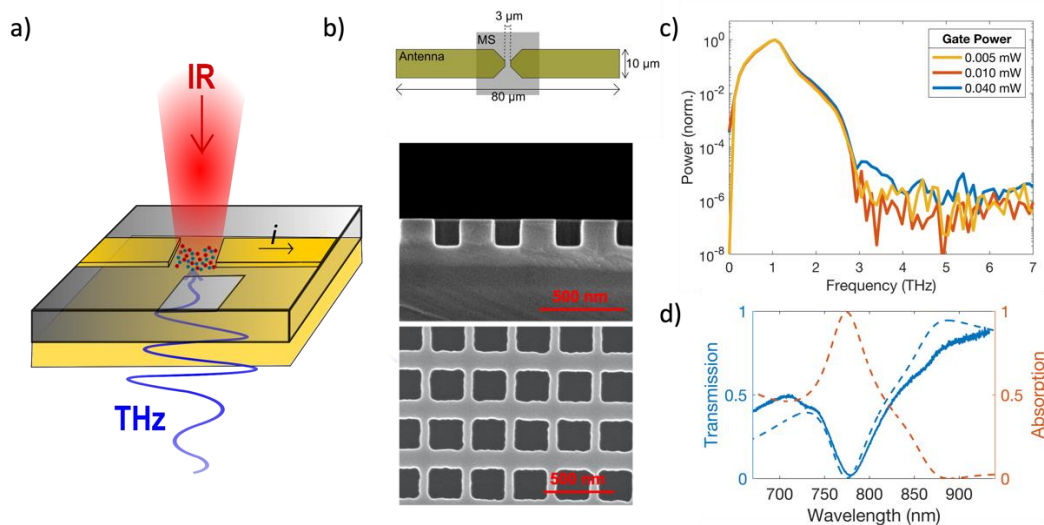 a)
IR
i
THz
b)
3 µm
MS
Antenna
10 µm
80 µm
500 nm
500 nm
c)
Power (norm.)
10⁰
10⁻²
10⁻⁴
10⁻⁶
10⁻⁸
Gate Power
0.005 mW
0.010 mW
0.040 mW
0 1 2 3 4 5 6 7
Frequency (THz)
d)
Transmission
1
0.5
0
Absorption
1
0.5
0
700 750 800 850 900
Wavelength (nm)